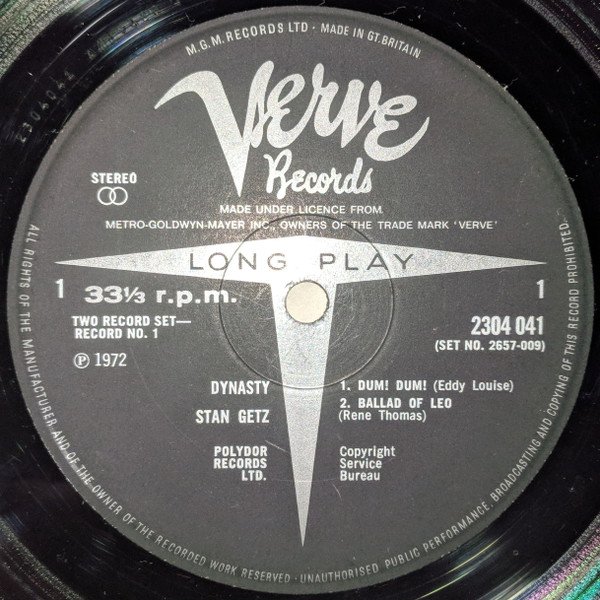 M.G.M. RECORDS LTD · MADE IN GT. BRITAIN
Verve
Records
STEREO
MADE UNDER LICENCE FROM
METRO-GOLDWYN-MAYER INC., OWNERS OF THE TRADE MARK 'VERVE'
LONG PLAY
1 33⅓ r.p.m. 1
TWO RECORD SET—
RECORD NO. 1
2304 041
(SET NO. 2657-009)
Ⓟ 1972
DYNASTY
STAN GETZ
1. DUM! DUM! (Eddy Louise)
2. BALLAD OF LEO
(Rene Thomas)
POLYDOR
RECORDS
LTD.
Copyright
Service
Bureau
ALL RIGHTS OF THE MANUFACTURER AND OF THE OWNER OF THE RECORDED WORK RESERVED · UNAUTHORISED PUBLIC PERFORMANCE, BROADCASTING AND COPYING OF THIS RECORD PROHIBITED.
2304041